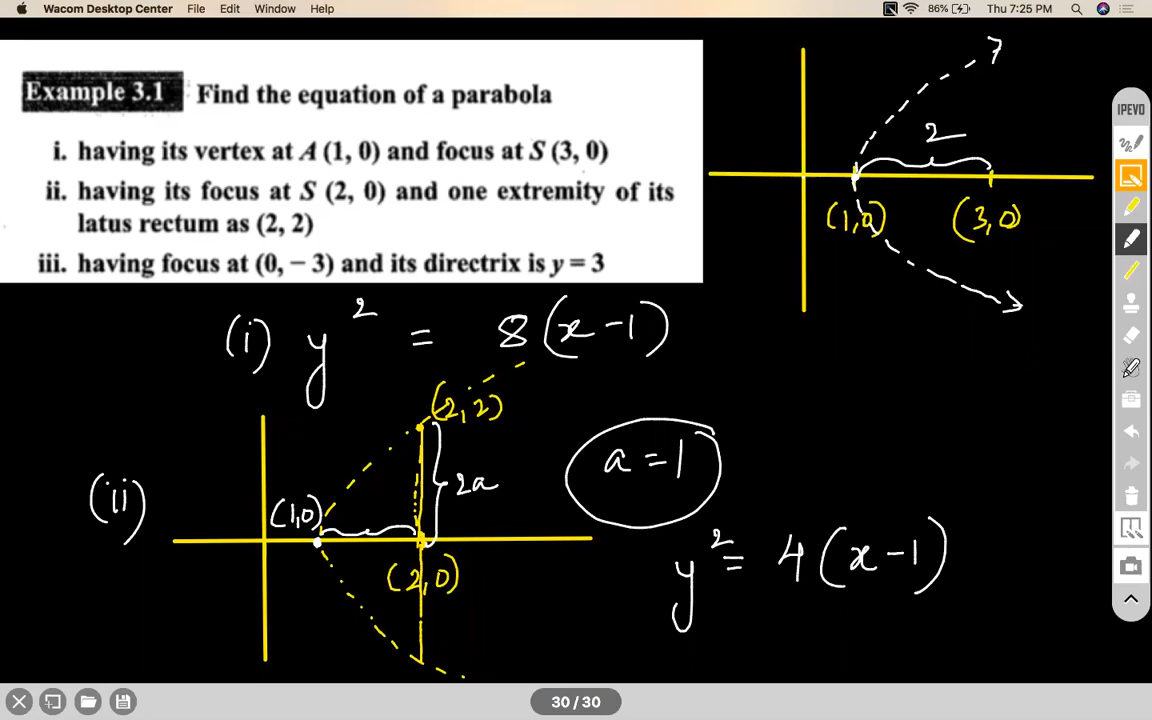 Wacom Desktop Center File Edit Window Help 86% Thu 7:25 PM
Example 3.1 Find the equation of a parabola
i. having its vertex at A (1, 0) and focus at S (3, 0)
ii. having its focus at S (2, 0) and one extremity of its
latus rectum as (2, 2)
iii. having focus at (0, − 3) and its directrix is y = 3
2
(1,0) (3,0)
(i) y² = 8(x−1)
(2,2)
a=1
(ii) (1,0) 2a
(2,0)
y² = 4(x−1)
IPEVO
30 / 30